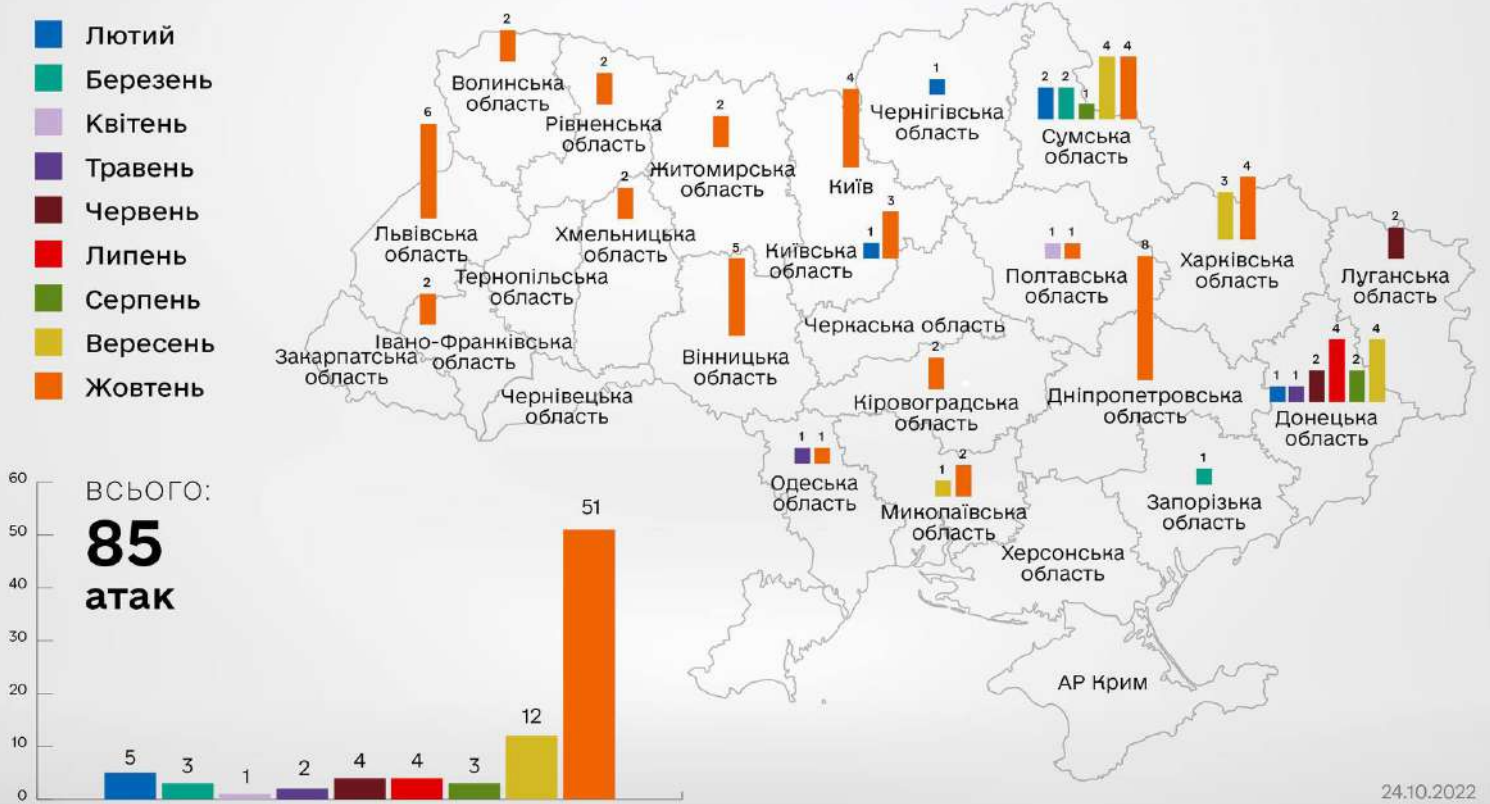 Лютий
Березень
Квітень
Травень
Червень
Липень
Серпень
Вересень
Жовтень
2
Волинська
область
2
Рівненська
область
2
Житомирська
область
4
Київ
1
Чернігівська
область
2
2
1
4
4
Сумська
область
6
Львівська
область
2
Хмельницька
область
Тернопільська
область
5
Вінницька
область
1
3
Київська
область
1
1
Полтавська
область
3
4
Харківська
область
2
Луганська
область
2
Івано-Франківська
область
Закарпатська
область
Чернівецька
область
Черкаська область
2
Кіровоградська
область
8
Дніпропетровська
область
1
1
2
4
2
4
Донецька
область
1
1
Одеська
область
1
2
Миколаївська
область
1
Запорізька
область
Херсонська
область
АР Крим
ВСЬОГО:
85
атак
60
50
40
30
20
10
0
5
3
1
2
4
4
3
12
51
24.10.2022